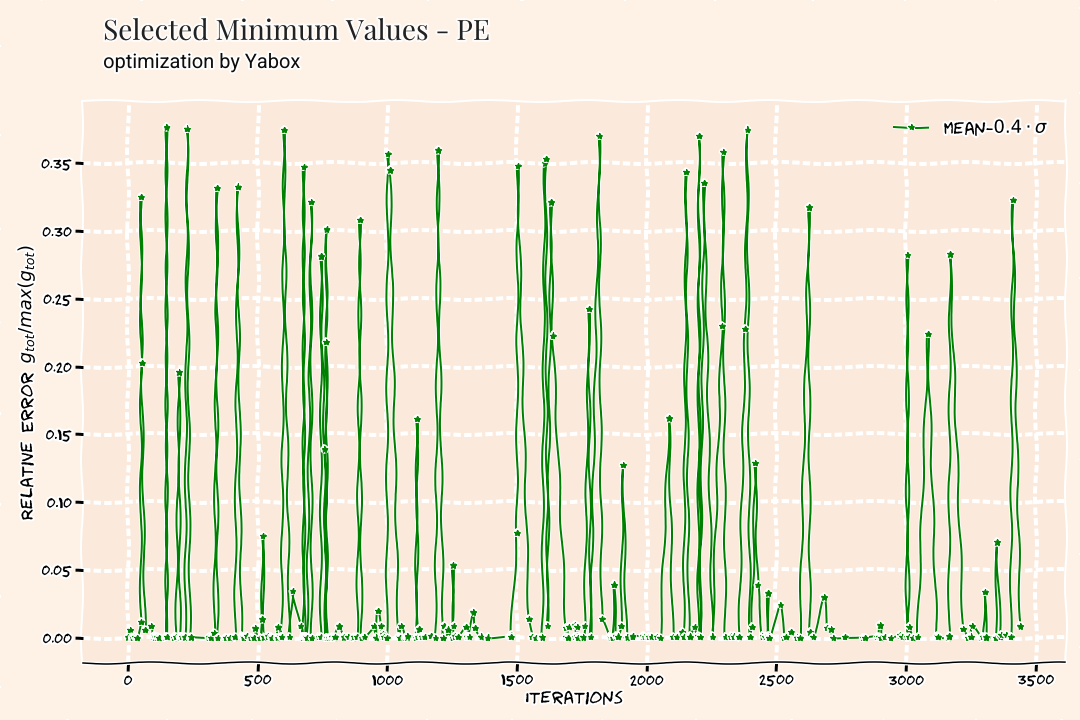 Selected Minimum Values - PE
optimization by Yabox
MEAN-0.4 · σ
RELATIVE ERROR g_tot/max(g_tot)
0.35
0.30
0.25
0.20
0.15
0.10
0.05
0.00
0 500 1000 1500 2000 2500 3000 3500
ITERATIONS